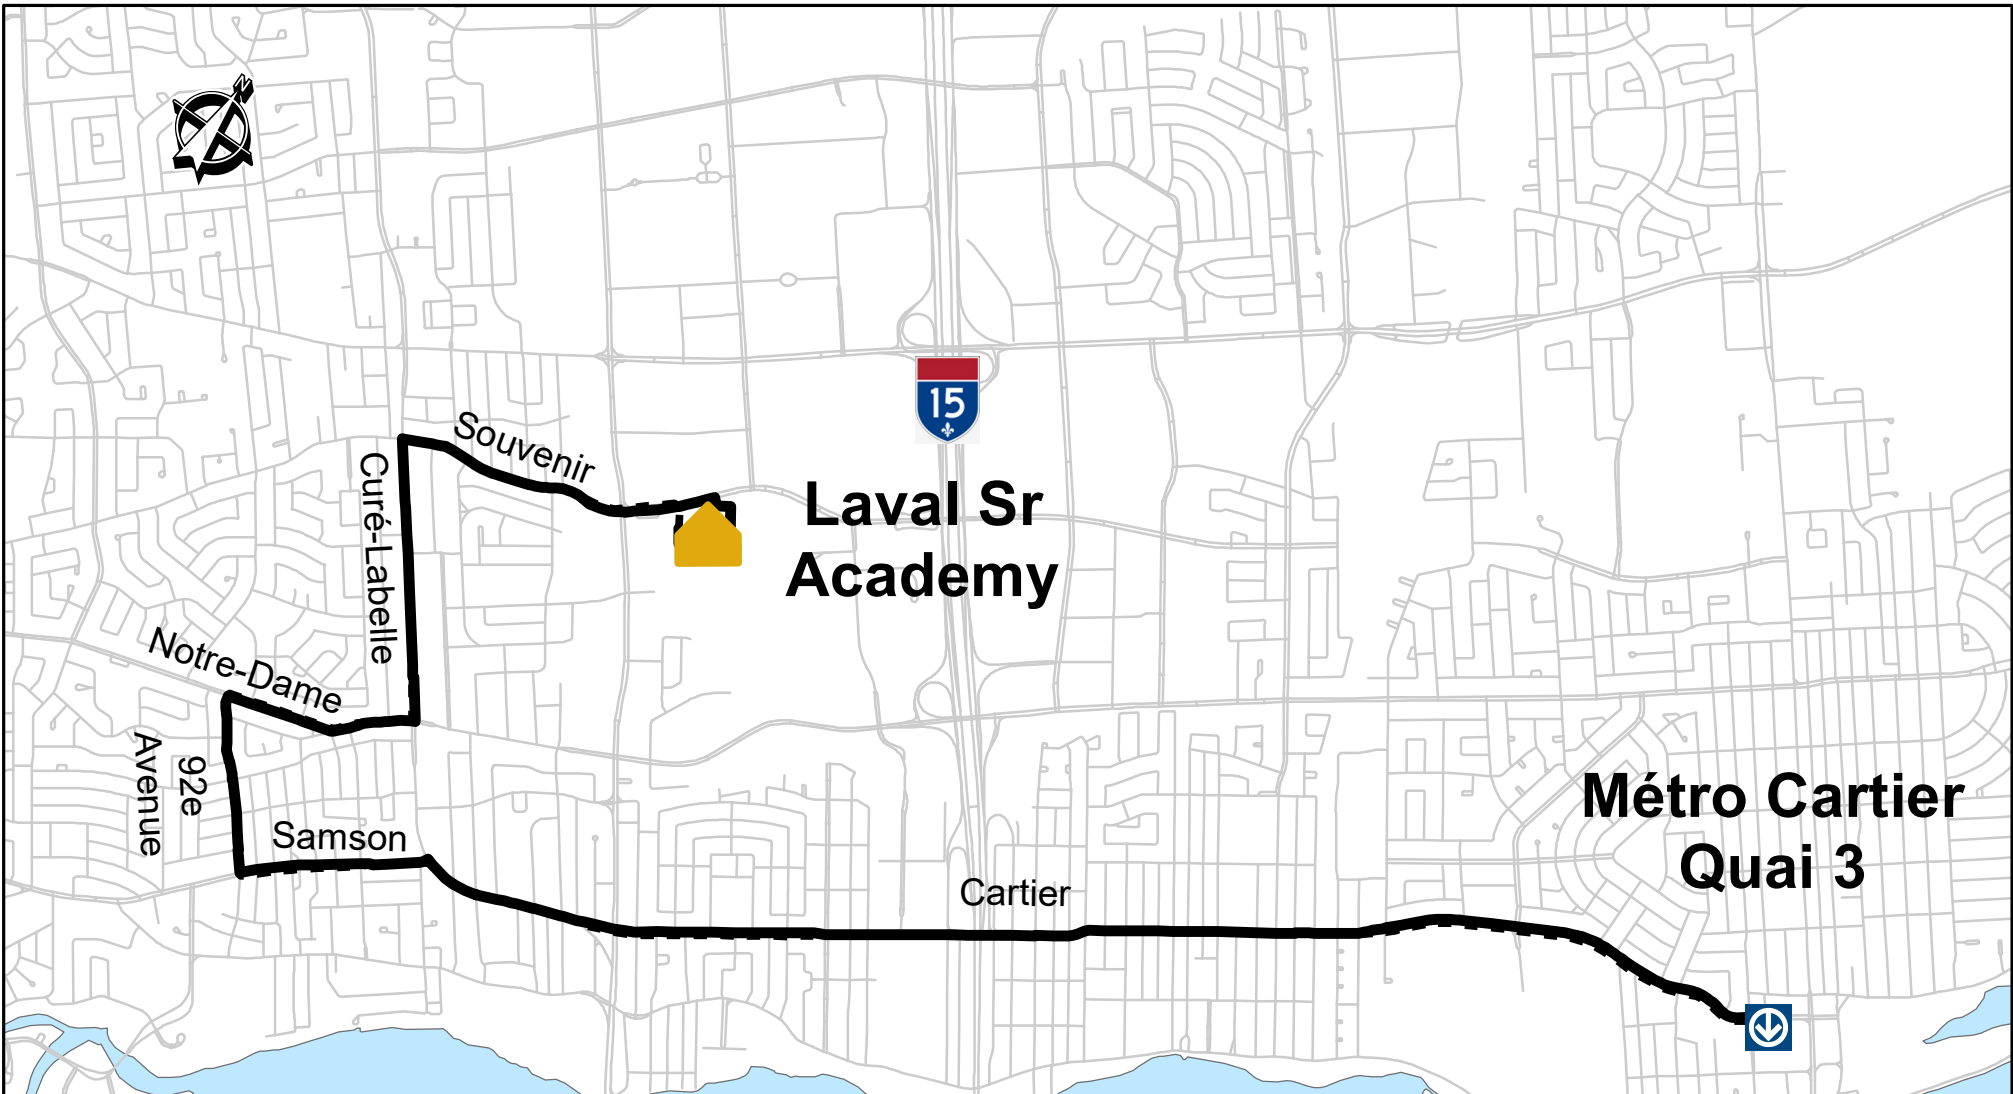 N
15
Souvenir
Curé-Labelle
Laval Sr
Academy
Notre-Dame
92e
Avenue
Samson
Cartier
Métro Cartier
Quai 3